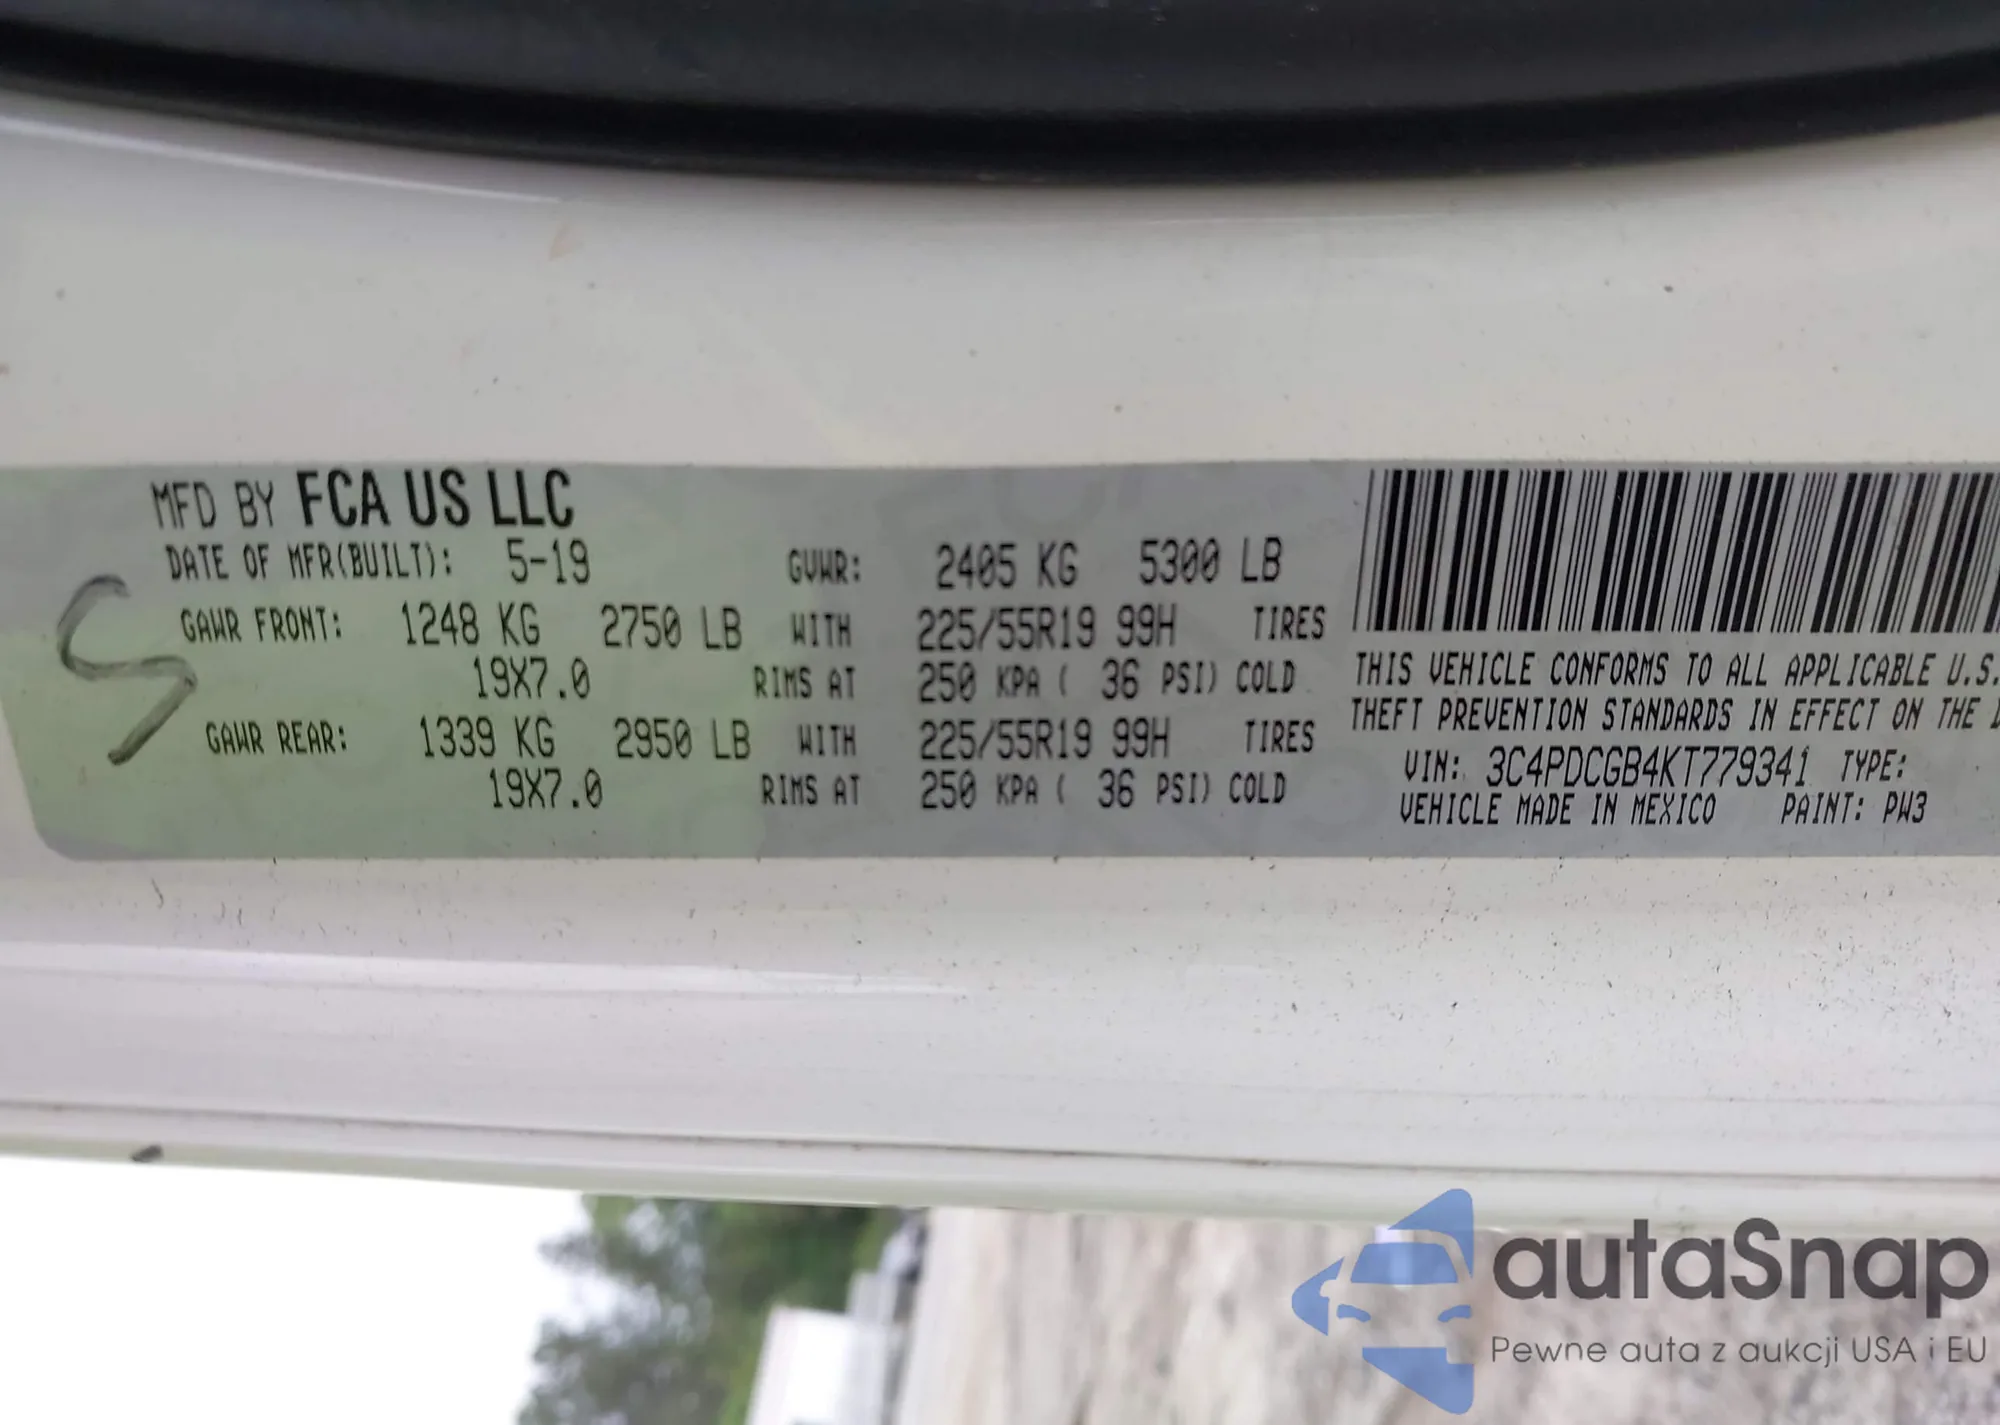 MFD BY FCA US LLC
DATE OF MFR(BUILT): 5-19 GVWR: 2405 KG 5300 LB
GAWR FRONT: 1248 KG 2750 LB WITH 225/55R19 99H TIRES
19X7.0 RIMS AT 250 KPA ( 36 PSI) COLD
GAWR REAR: 1339 KG 2950 LB WITH 225/55R19 99H TIRES
19X7.0 RIMS AT 250 KPA ( 36 PSI) COLD
THIS VEHICLE CONFORMS TO ALL APPLICABLE U.S.
THEFT PREVENTION STANDARDS IN EFFECT ON THE
VIN: 3C4PDCGB4KT779341 TYPE:
VEHICLE MADE IN MEXICO PAINT: PW3
autaSnap
Pewne auta z aukcji USA i EU